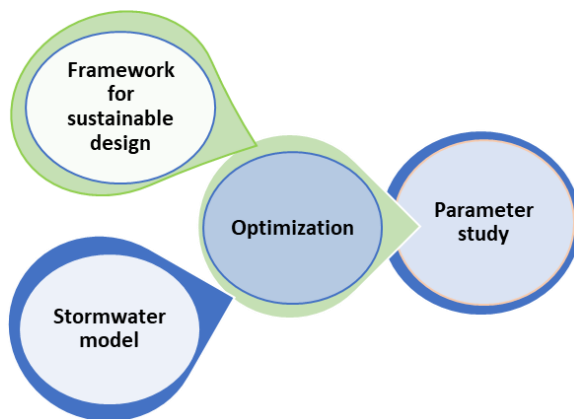 Framework
for
sustainable
design
Optimization
Parameter
study
Stormwater
model